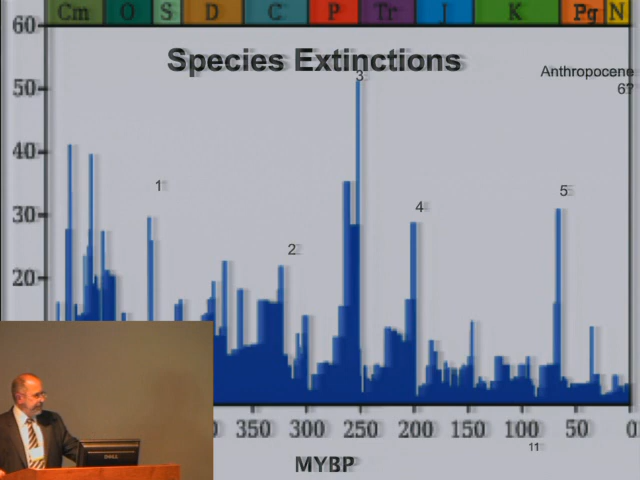 Cm O S D C P Tr J K Pg N
60
Species Extinctions
3
Anthropocene
50
6?
40
1
30
4
5
2
20
350 300 250 200 150 100 50 0
11
MYBP
DELL